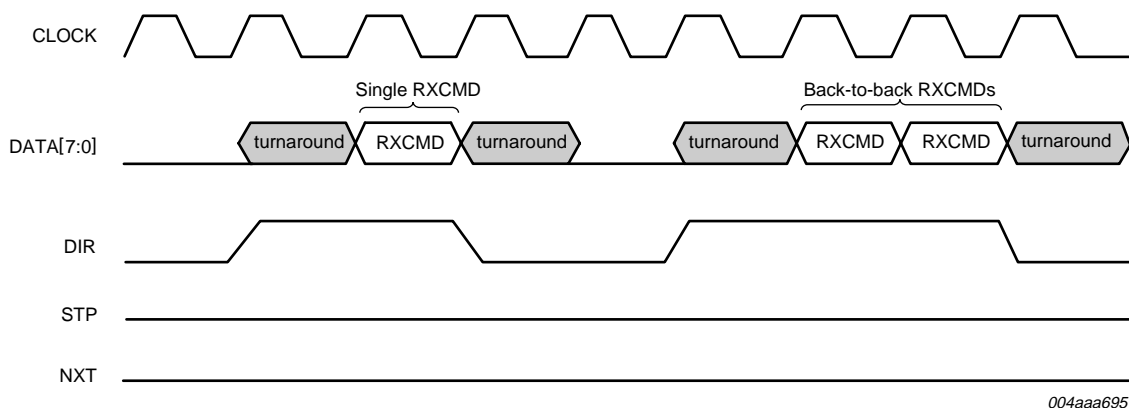 CLOCK
Single RXCMD
Back-to-back RXCMDs
DATA[7:0]
turnaround RXCMD turnaround turnaround RXCMD RXCMD turnaround
DIR
STP
NXT
004aaa695